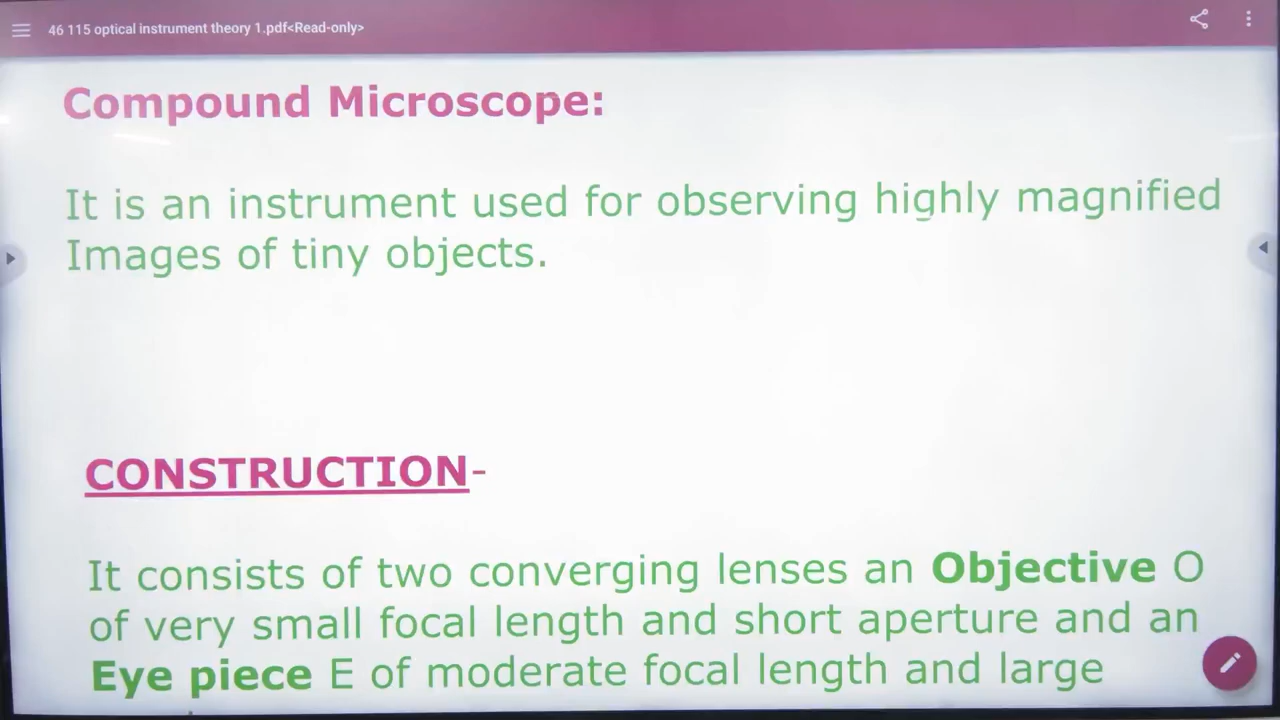 46 115 optical instrument theory 1.pdf<Read-only>
Compound Microscope:
It is an instrument used for observing highly magnified
Images of tiny objects.
CONSTRUCTION-
It consists of two converging lenses an Objective O
of very small focal length and short aperture and an
Eye piece E of moderate focal length and large